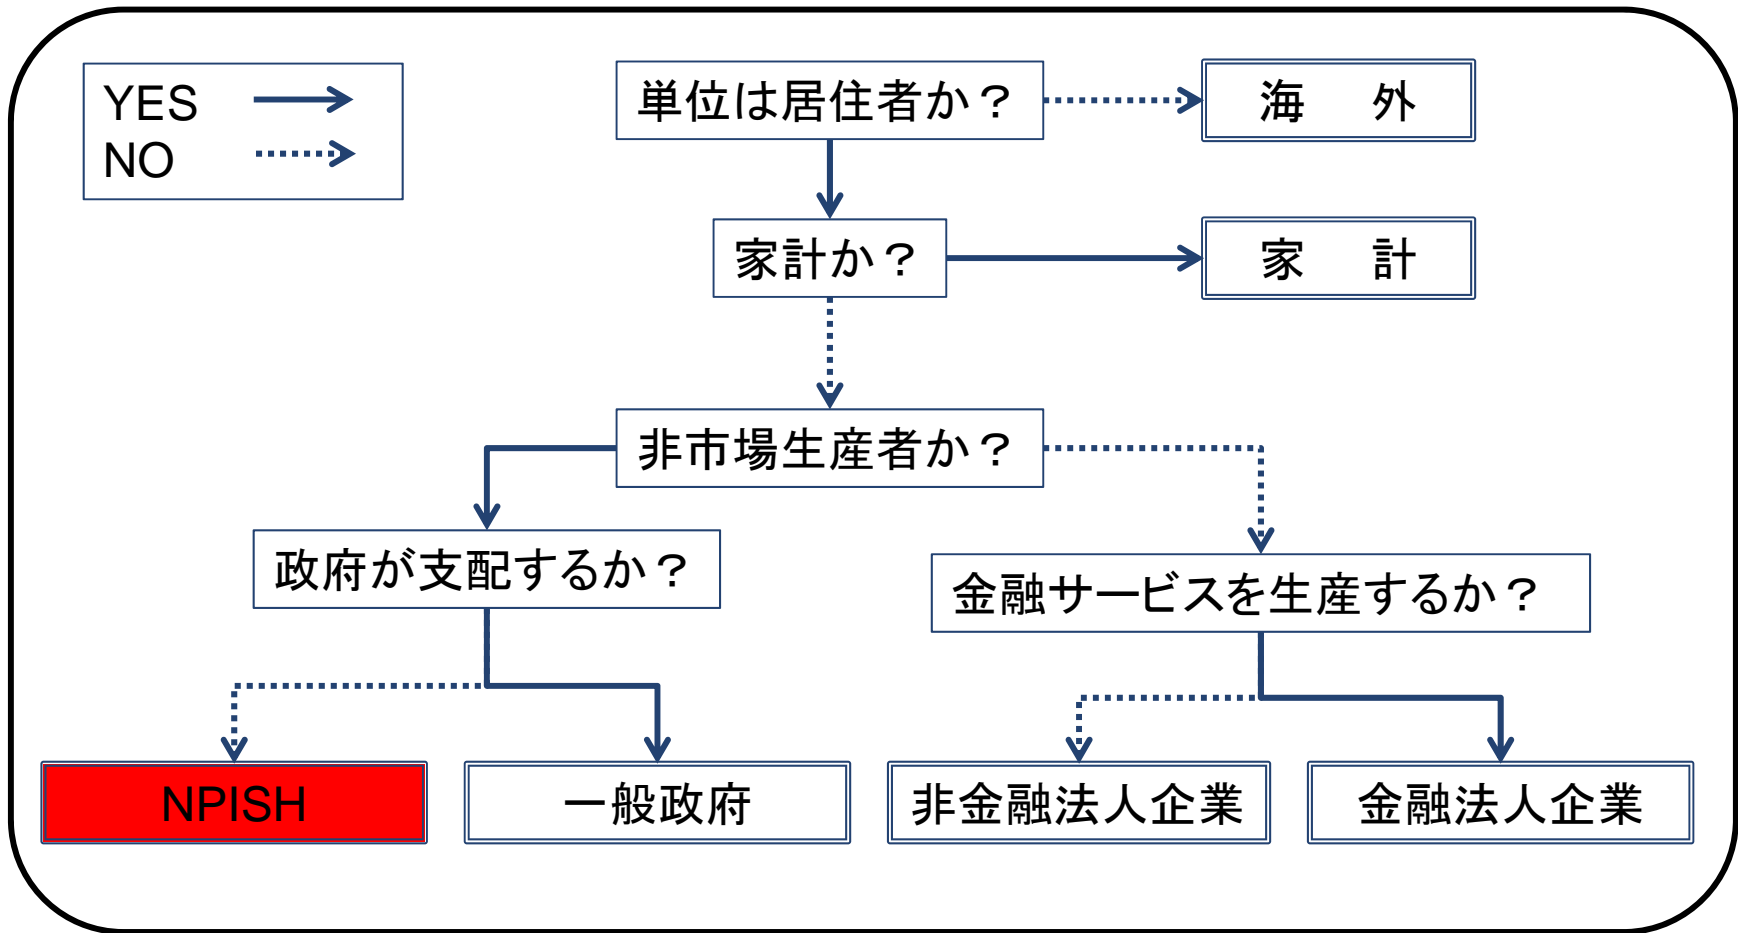 YES
NO
単位は居住者か？
海　外
家計か？
家　計
非市場生産者か？
政府が支配するか？
金融サービスを生産するか？
NPISH
一般政府
非金融法人企業
金融法人企業